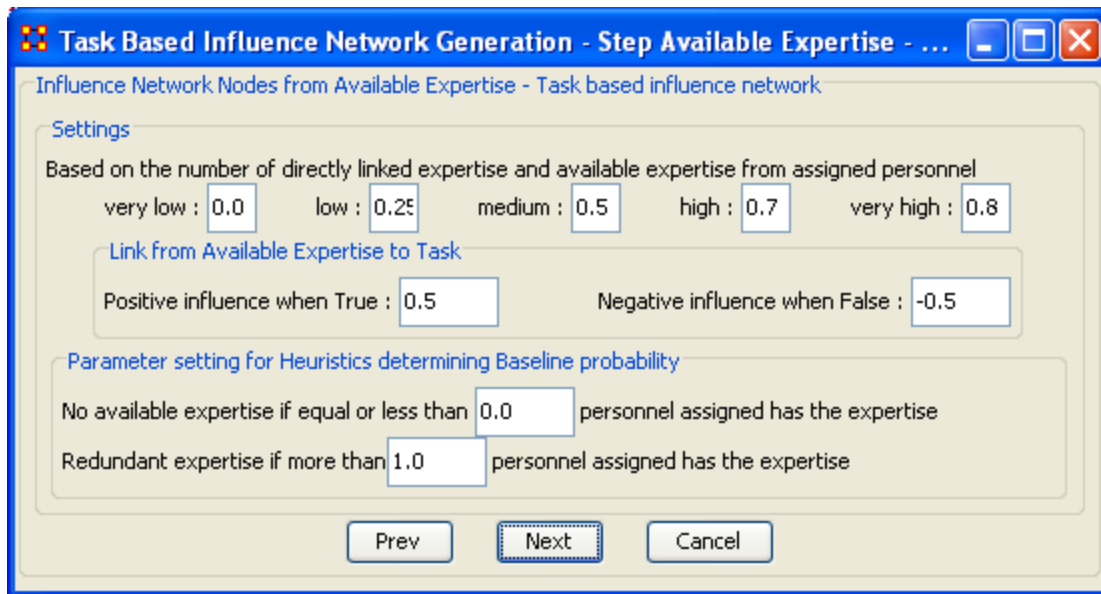 Task Based Influence Network Generation - Step Available Expertise - ...
Influence Network Nodes from Available Expertise - Task based influence network
Settings
Based on the number of directly linked expertise and available expertise from assigned personnel
very low : 0.0 low : 0.25 medium : 0.5 high : 0.7 very high : 0.8
Link from Available Expertise to Task
Positive influence when True : 0.5 Negative influence when False : -0.5
Parameter setting for Heuristics determining Baseline probability
No available expertise if equal or less than 0.0 personnel assigned has the expertise
Redundant expertise if more than 1.0 personnel assigned has the expertise
Prev Next Cancel